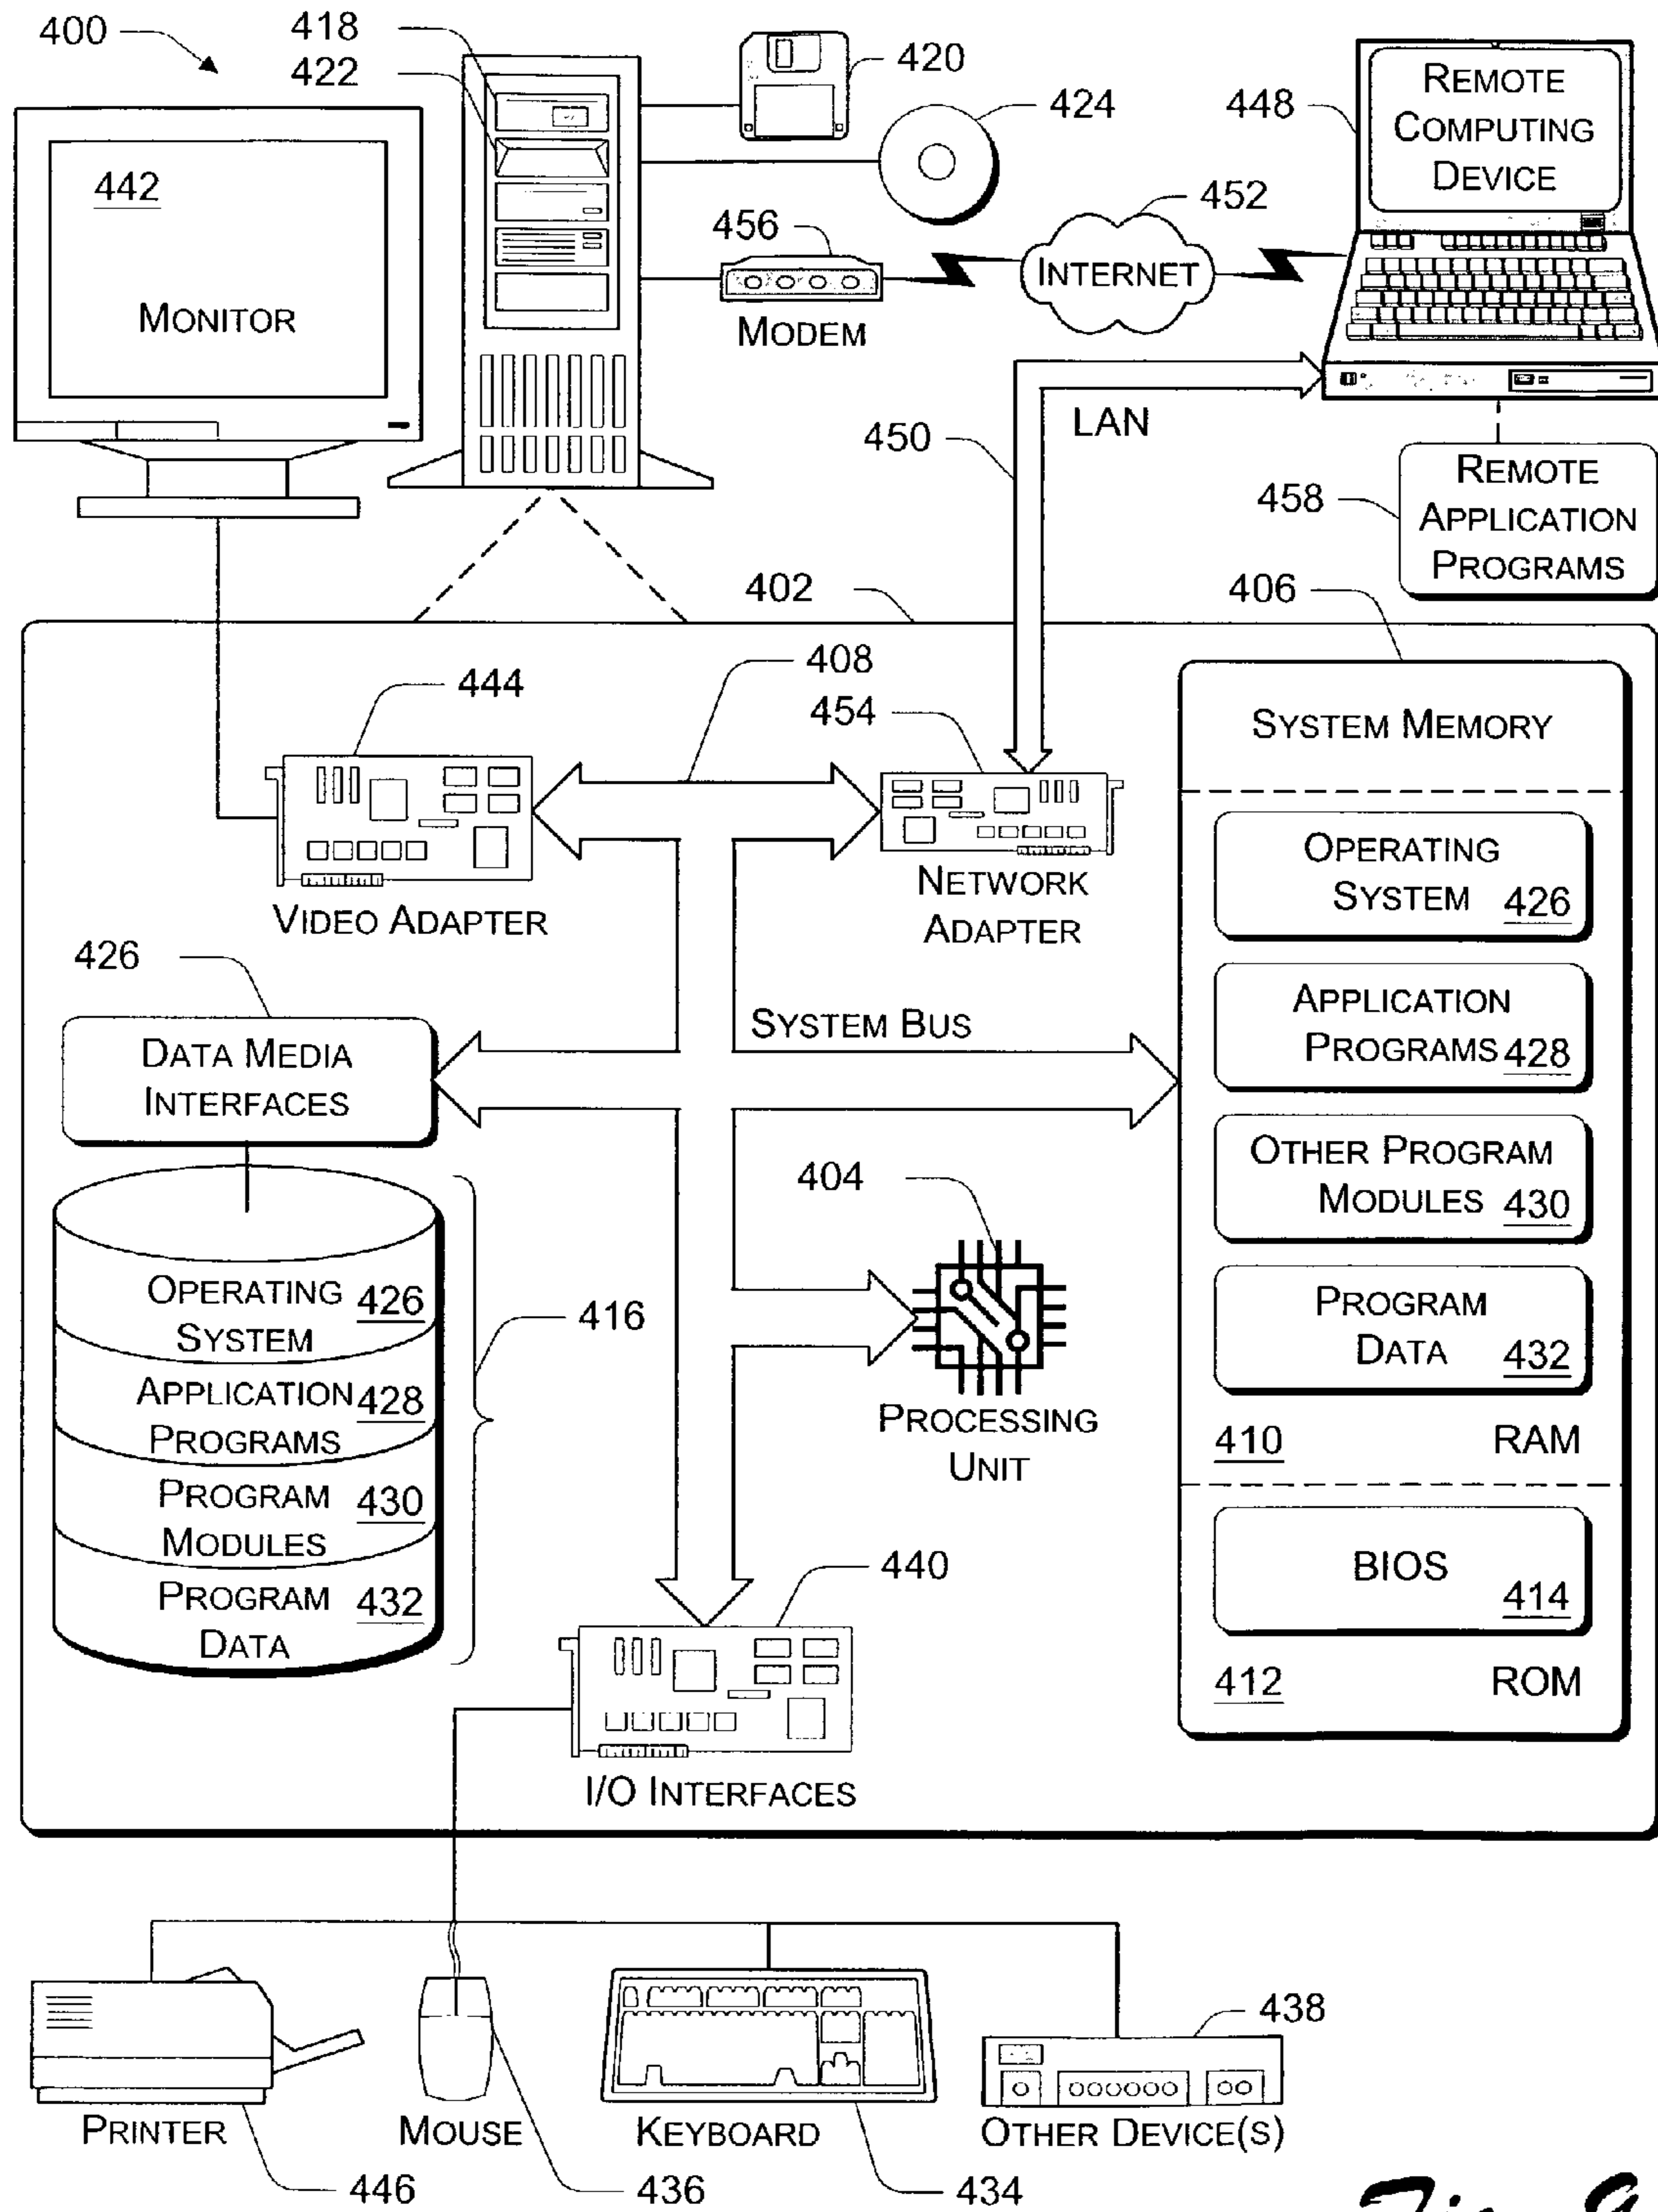 400
418
422
420
424
448
REMOTE
COMPUTING
DEVICE
442
MONITOR
456
MODEM
452
INTERNET
LAN
450
458
REMOTE
APPLICATION
PROGRAMS
402
406
408
444
454
VIDEO ADAPTER
NETWORK
ADAPTER
SYSTEM MEMORY
OPERATING
SYSTEM 426
APPLICATION
PROGRAMS 428
OTHER PROGRAM
MODULES 430
PROGRAM
DATA 432
410 RAM
BIOS
414
412 ROM
426
DATA MEDIA
INTERFACES
SYSTEM BUS
404
PROCESSING
UNIT
OPERATING 426
SYSTEM
APPLICATION 428
PROGRAMS
PROGRAM 430
MODULES
PROGRAM 432
DATA
416
440
I/O INTERFACES
438
PRINTER
MOUSE
KEYBOARD
OTHER DEVICE(S)
446
436
434